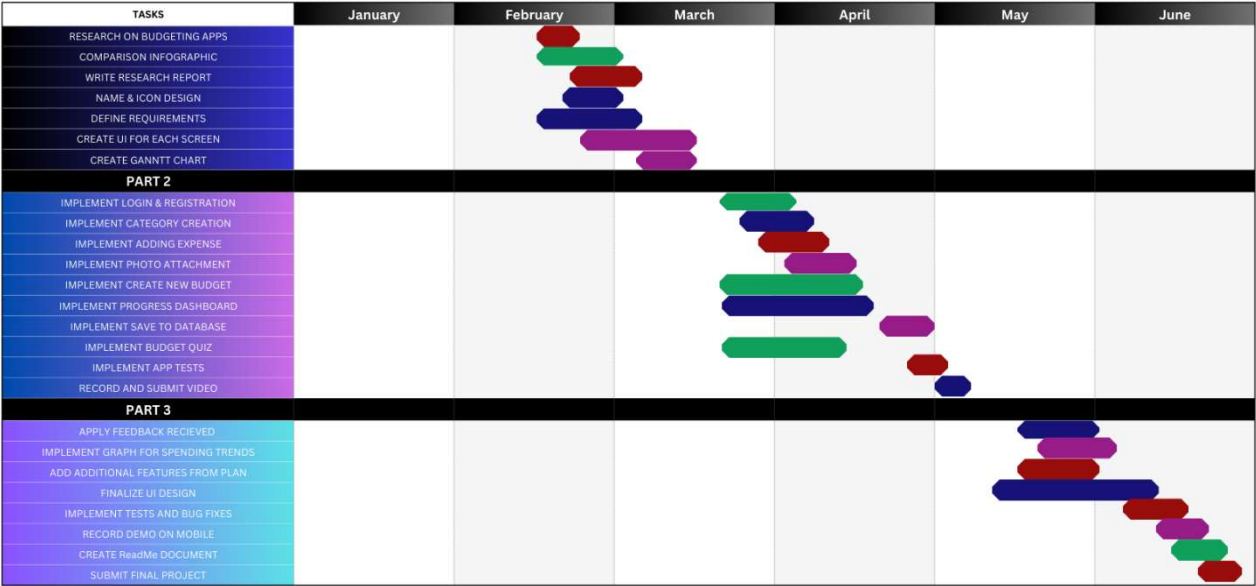 TASKS January February March April May June
RESEARCH ON BUDGETING APPS
COMPARISON INFOGRAPHIC
WRITE RESEARCH REPORT
NAME & ICON DESIGN
DEFINE REQUIREMENTS
CREATE UI FOR EACH SCREEN
CREATE GANNTT CHART
PART 2
IMPLEMENT LOGIN & REGISTRATION
IMPLEMENT CATEGORY CREATION
IMPLEMENT ADDING EXPENSE
IMPLEMENT PHOTO ATTACHMENT
IMPLEMENT CREATE NEW BUDGET
IMPLEMENT PROGRESS DASHBOARD
IMPLEMENT SAVE TO DATABASE
IMPLEMENT BUDGET QUIZ
IMPLEMENT APP TESTS
RECORD AND SUBMIT VIDEO
PART 3
APPLY FEEDBACK RECIEVED
IMPLEMENT GRAPH FOR SPENDING TRENDS
ADD ADDITIONAL FEATURES FROM PLAN
FINALIZE UI DESIGN
IMPLEMENT TESTS AND BUG FIXES
RECORD DEMO ON MOBILE
CREATE ReadMe DOCUMENT
SUBMIT FINAL PROJECT